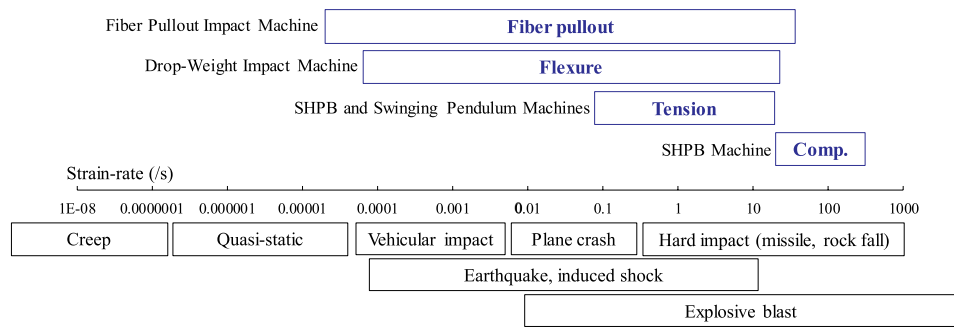 Fiber Pullout Impact Machine Fiber pullout
Drop-Weight Impact Machine Flexure
SHPB and Swinging Pendulum Machines Tension
SHPB Machine Comp.
Strain-rate (/s)
1E-08 0.0000001 0.000001 0.00001 0.0001 0.001 0.01 0.1 1 10 100 1000
Creep Quasi-static Vehicular impact Plane crash Hard impact (missile, rock fall)
Earthquake, induced shock
Explosive blast